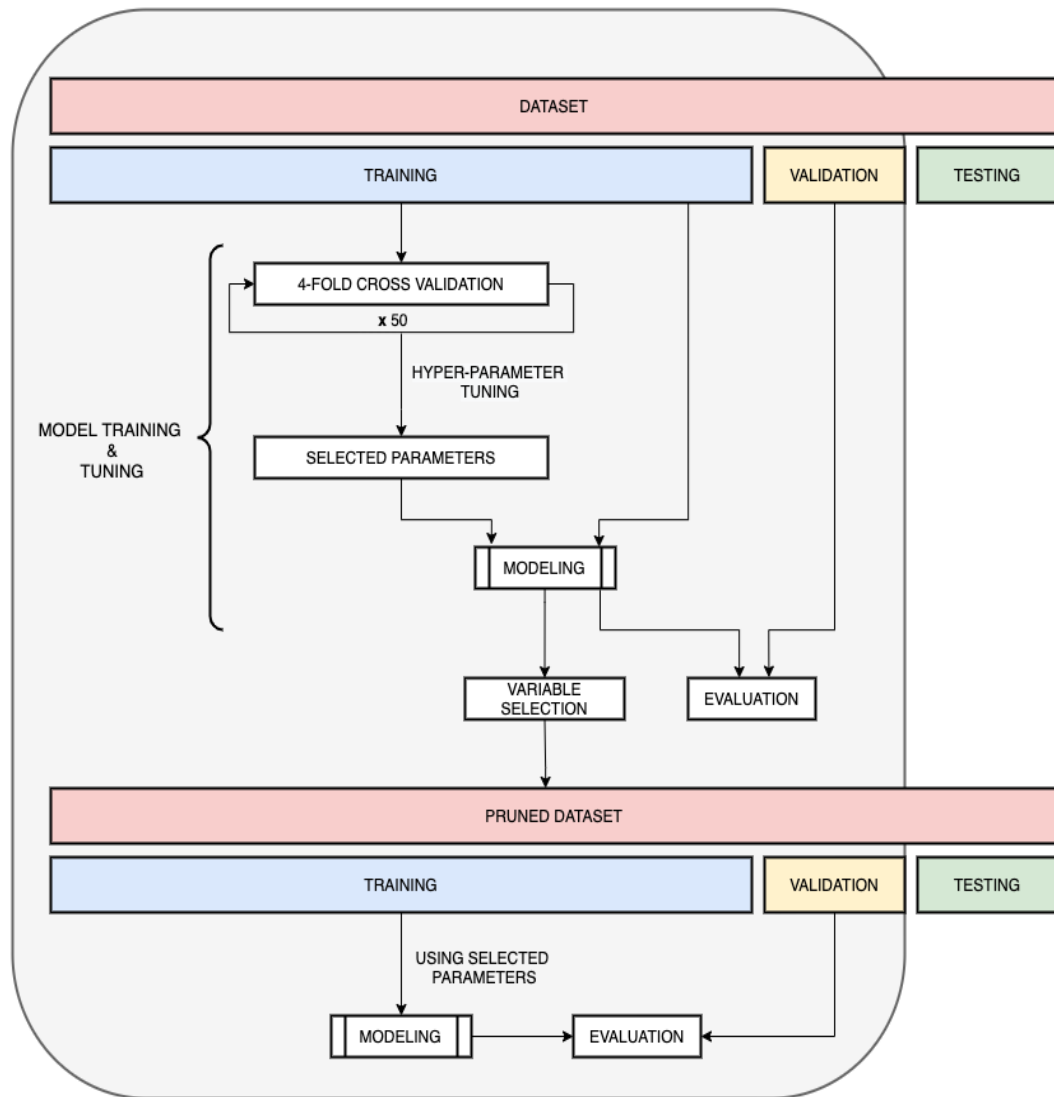 DATASET
TRAINING
VALIDATION
TESTING
4-FOLD CROSS VALIDATION
x 50
HYPER-PARAMETER
TUNING
MODEL TRAINING
&
TUNING
SELECTED PARAMETERS
MODELING
VARIABLE
SELECTION
EVALUATION
PRUNED DATASET
TRAINING
VALIDATION
TESTING
USING SELECTED
PARAMETERS
MODELING
EVALUATION